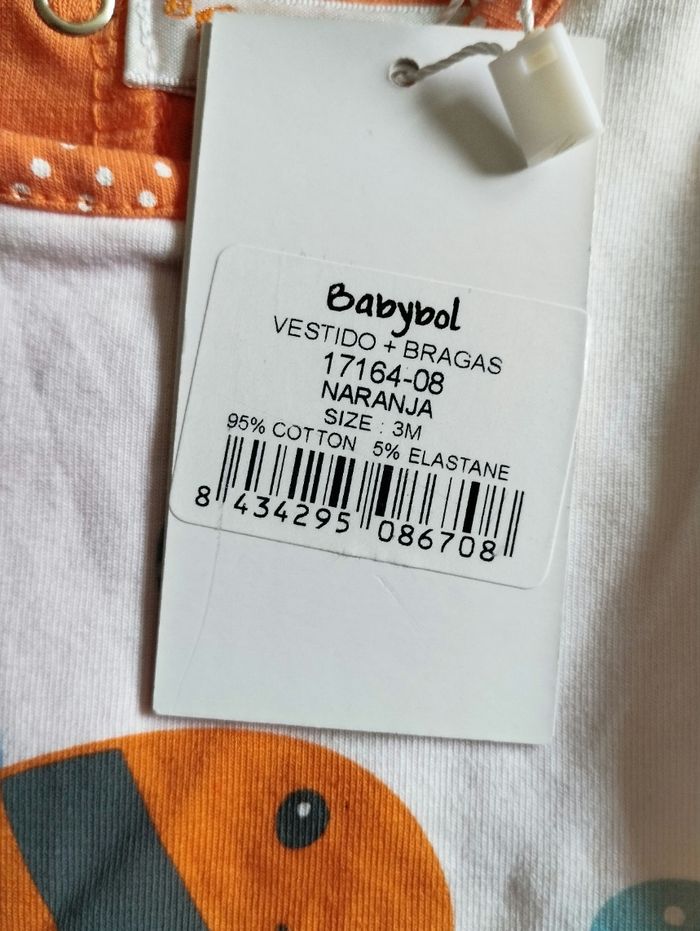 Babybol
VESTIDO + BRAGAS
17164-08
NARANJA
SIZE : 3M
95% COTTON 5% ELASTANE
8 434295 086708